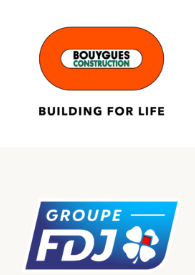 BOUYGUES
CONSTRUCTION
BUILDING FOR LIFE
GROUPE
FDJ